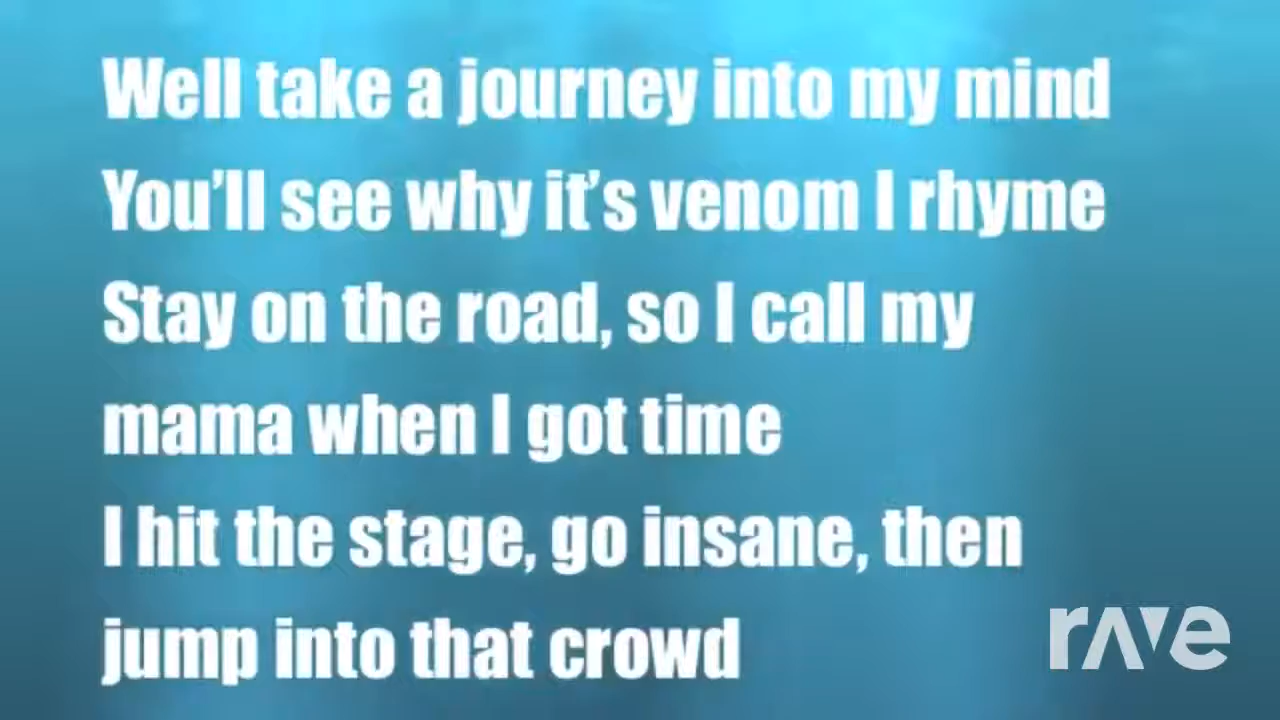 Well take a journey into my mind
You'll see why it's venom I rhyme
Stay on the road, so I call my
mama when I got time
I hit the stage, go insane, then
jump into that crowd
rave